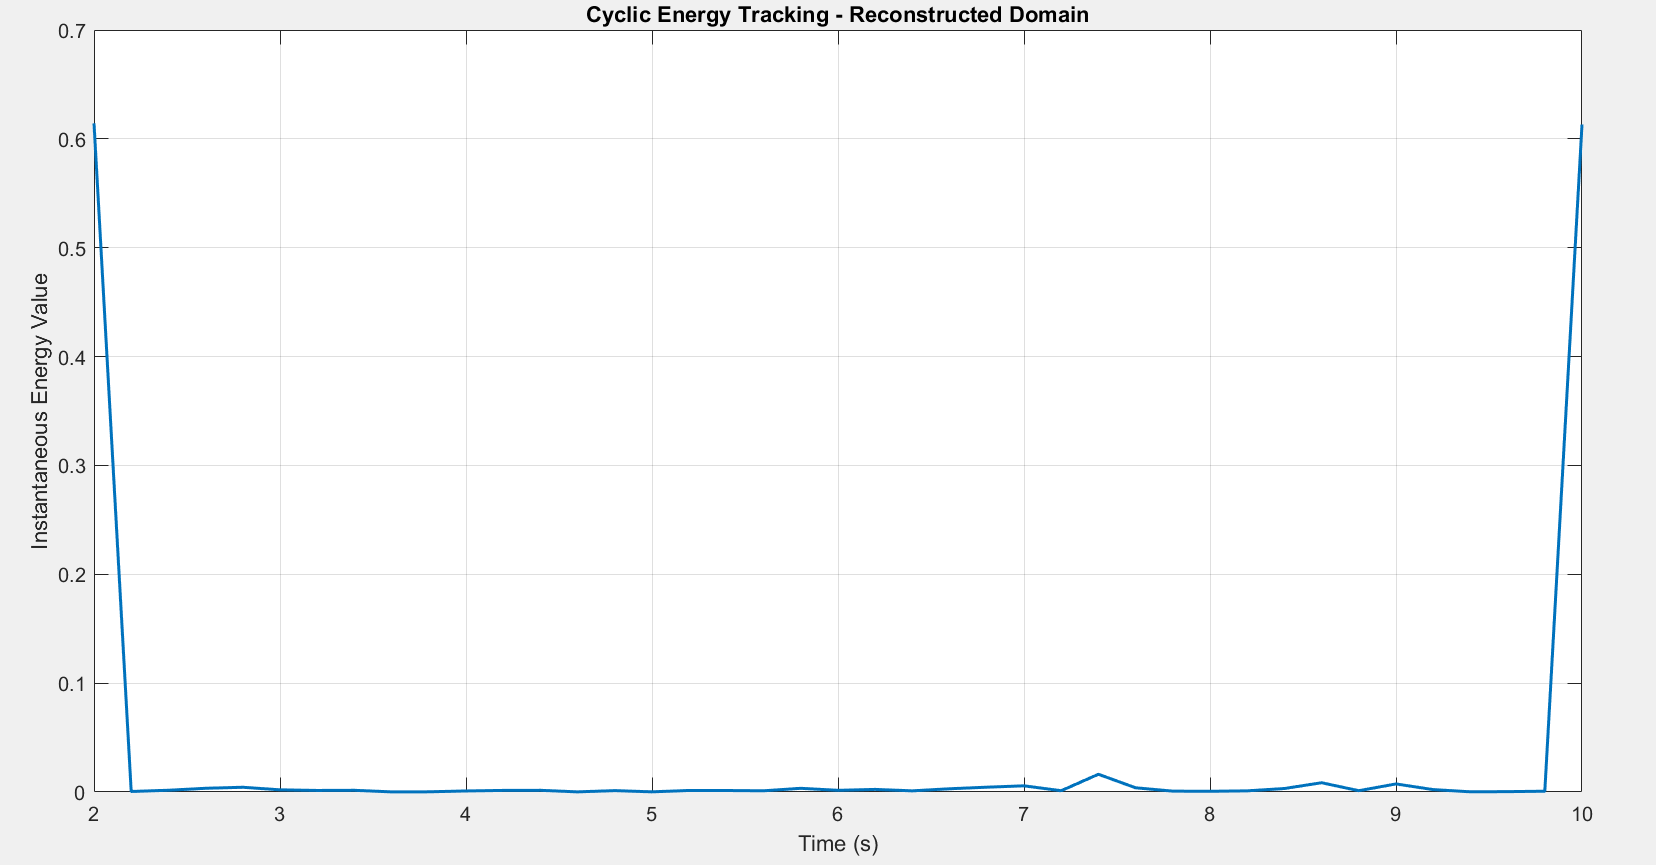 Cyclic Energy Tracking - Reconstructed Domain
0.7
0.6
0.5
0.4
0.3
0.2
0.1
0
Instantaneous Energy Value
2 3 4 5 6 7 8 9 10
Time (s)